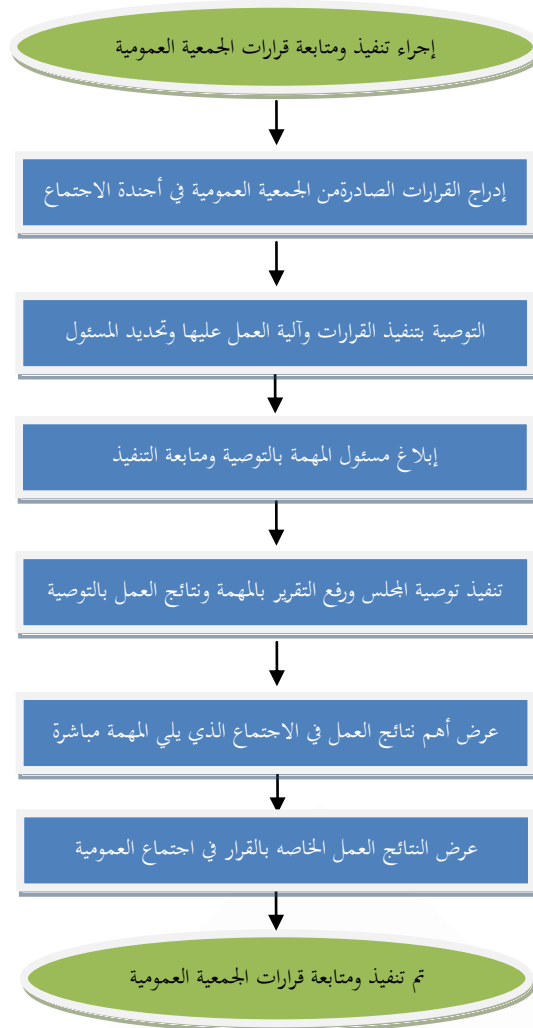 إجراء تنفيذ ومتابعة قرارات الجمعية العمومية
إدراج القرارات الصادرةمن الجمعية العمومية في أجندة الاجتماع
التوصية بتنفيذ القرارات وآلية العمل عليها وتحديد المسئول
إبلاغ مسئول المهمة بالتوصية ومتابعة التنفيذ
تنفيذ توصية المجلس ورفع التقرير بالمهمة ونتائج العمل بالتوصية
عرض أهم نتائج العمل في الاجتماع الذي يلي المهمة مباشرة
عرض النتائج العمل الخاصه بالقرار في اجتماع العمومية
تم تنفيذ ومتابعة قرارات الجمعية العمومية